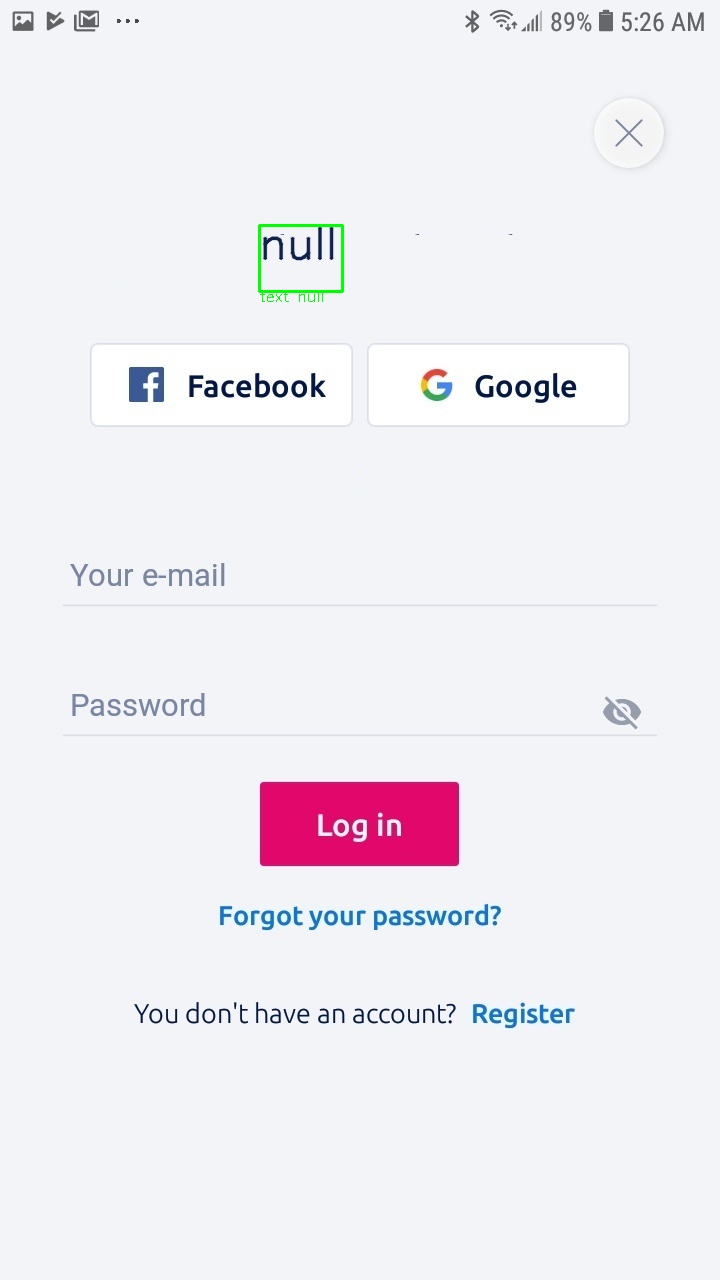 89% 5:26 AM
null
text null
Facebook
Google
Your e-mail
Password
Log in
Forgot your password?
You don't have an account? Register